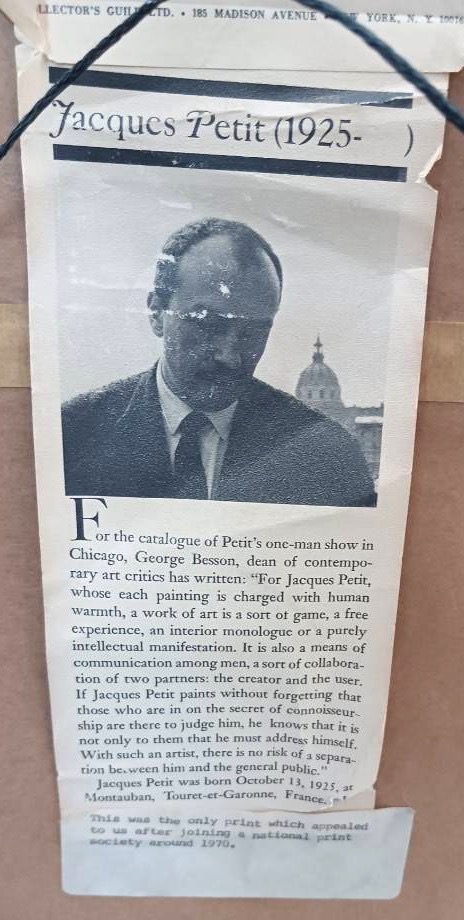 LLECTOR'S GUILD LTD. • 185 MADISON AVENUE • NEW YORK, N. Y. 10016
Jacques Petit (1925- )
For the catalogue of Petit's one-man show in
Chicago, George Besson, dean of contempo-
rary art critics has written: “For Jacques Petit,
whose each painting is charged with human
warmth, a work of art is a sort of game, a free
experience, an interior monologue or a purely
intellectual manifestation. It is also a means of
communication among men, a sort of collabora-
tion of two partners: the creator and the user.
If Jacques Petit paints without forgetting that
those who are in on the secret of connoisseur-
ship are there to judge him, he knows that it is
not only to them that he must address himself.
With such an artist, there is no risk of a separa-
tion between him and the general public.”
Jacques Petit was born October 13, 1925, at
Montauban, Touret-et-Garonne, France,
This was the only print which appealed
to us after joining a national print
society around 1970.